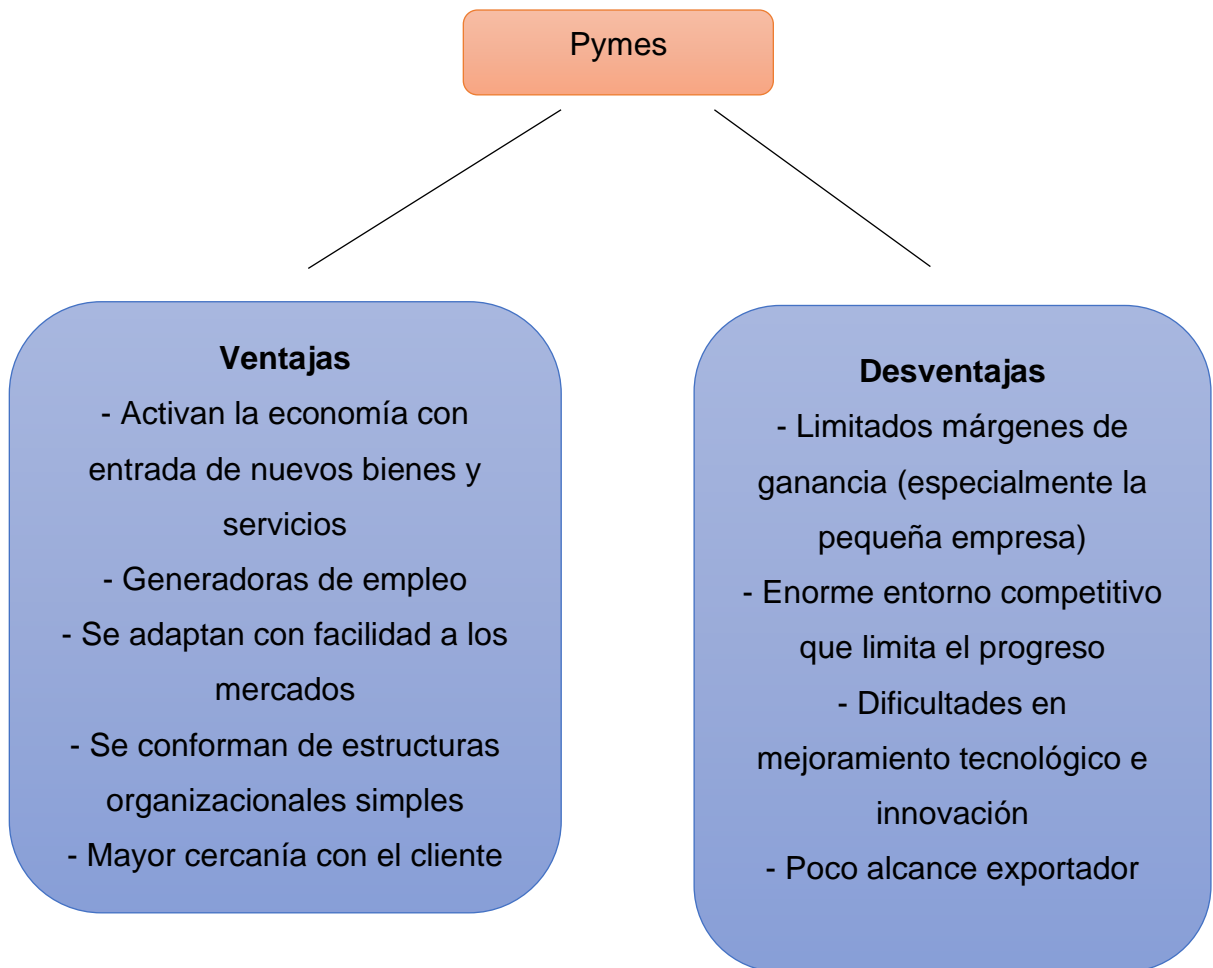 Pymes
Ventajas
- Activan la economía con
entrada de nuevos bienes y
servicios
- Generadoras de empleo
- Se adaptan con facilidad a los
mercados
- Se conforman de estructuras
organizacionales simples
- Mayor cercanía con el cliente
Desventajas
- Limitados márgenes de
ganancia (especialmente la
pequeña empresa)
- Enorme entorno competitivo
que limita el progreso
- Dificultades en
mejoramiento tecnológico e
innovación
- Poco alcance exportador